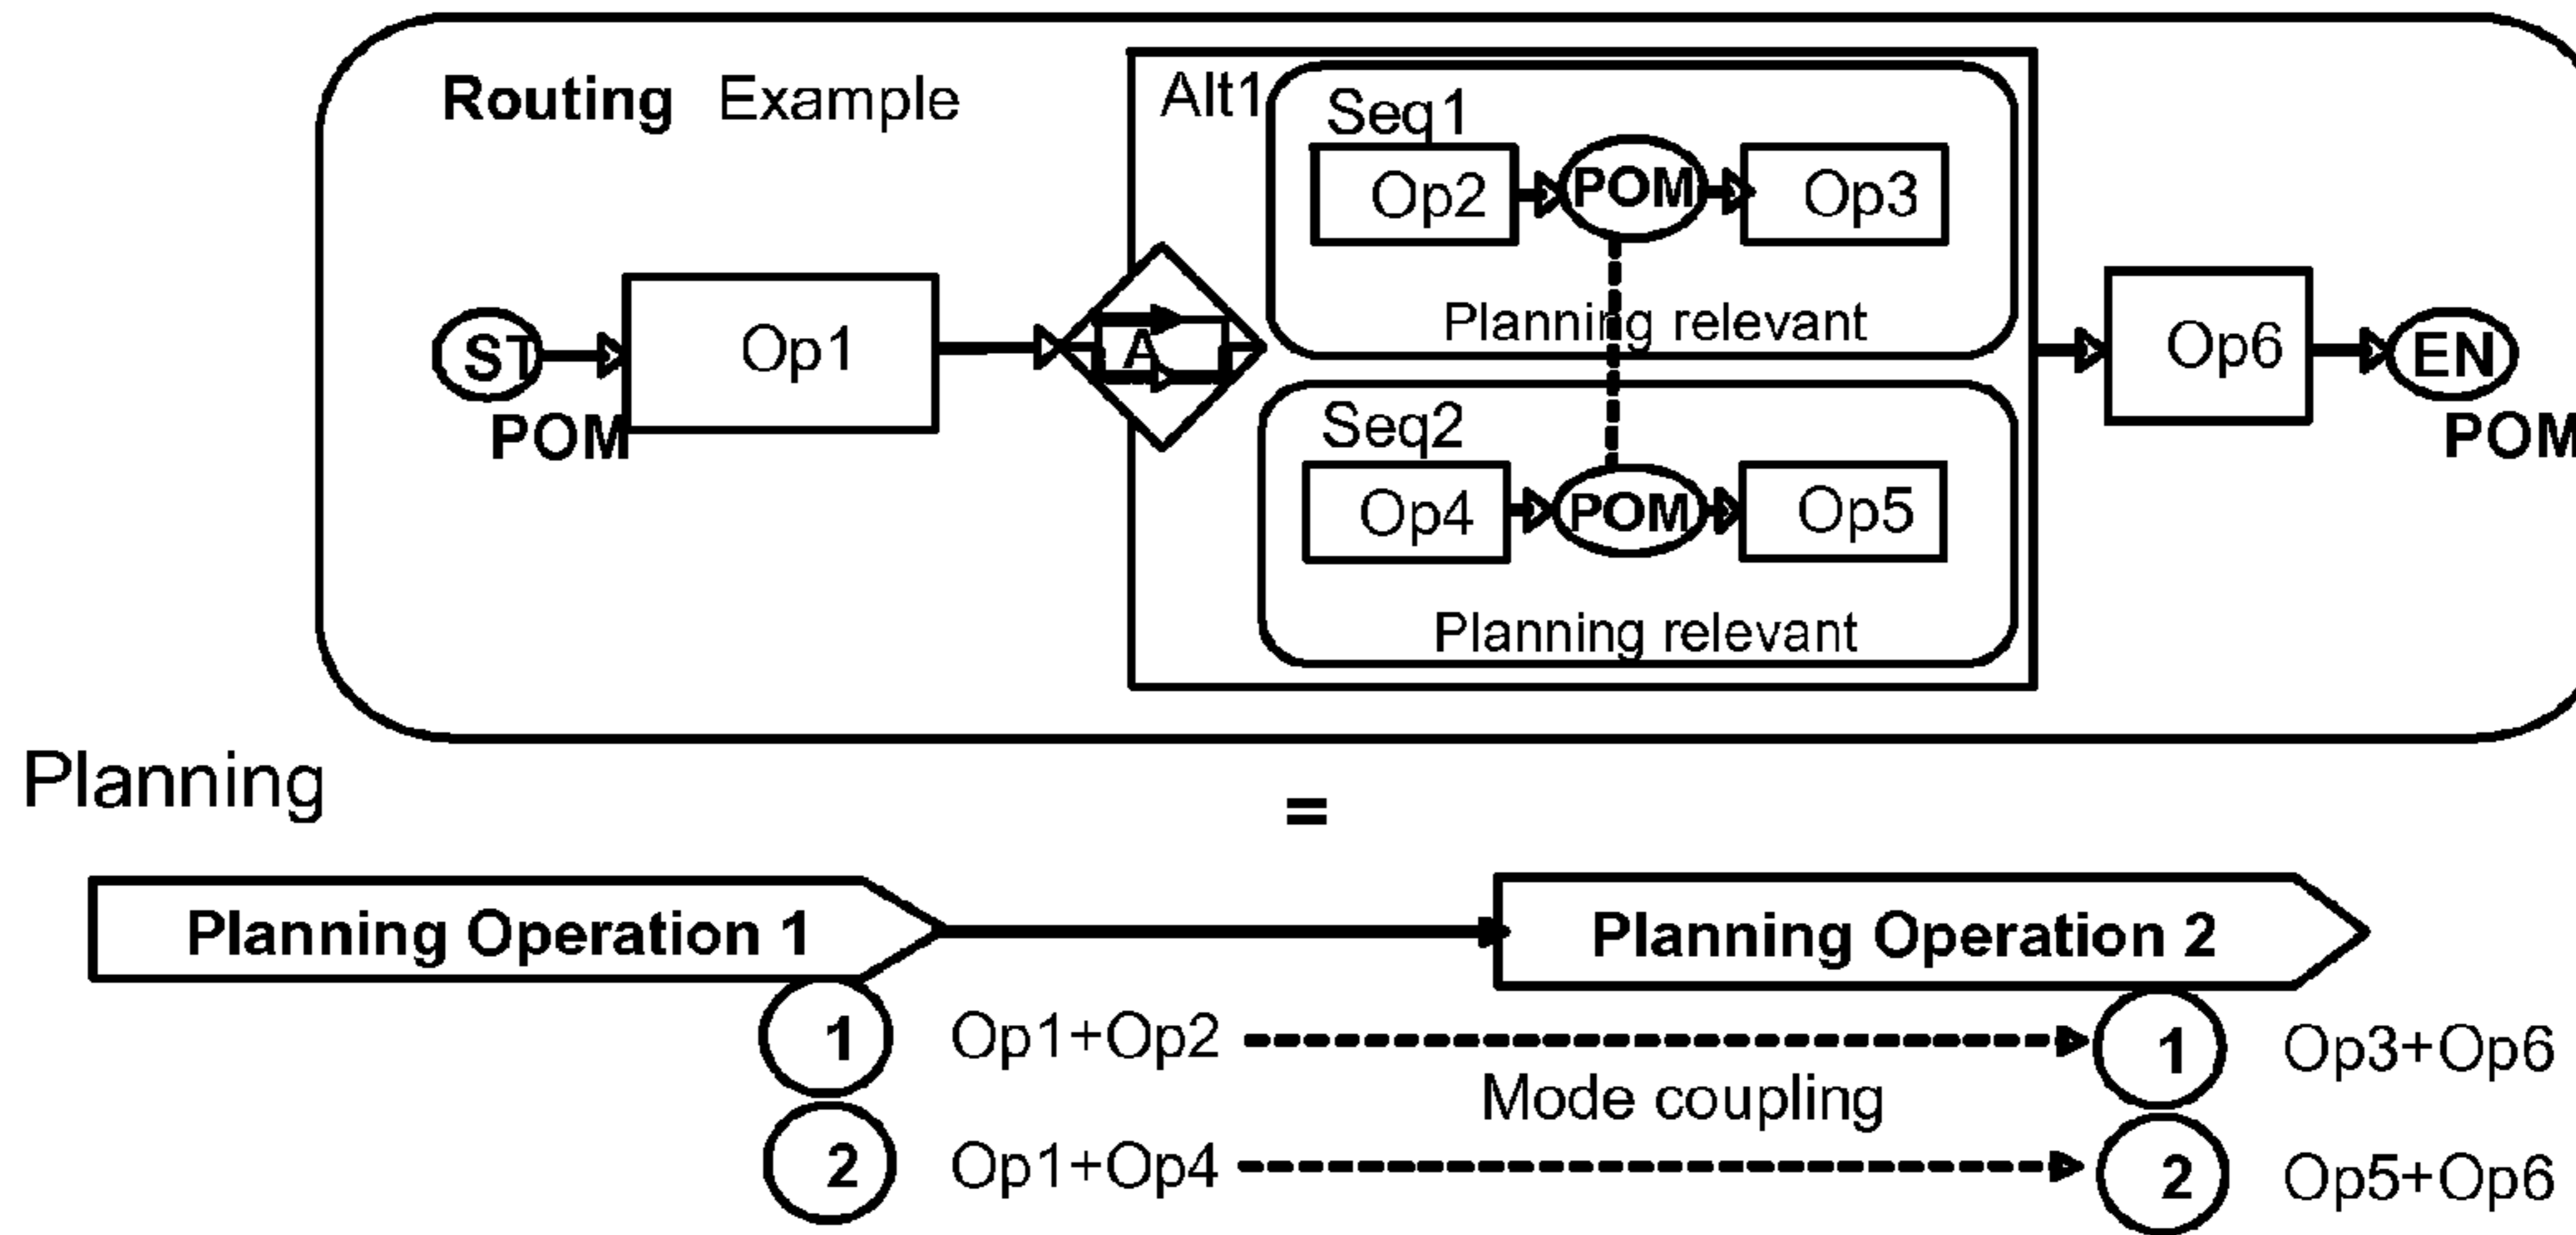 Routing Example
Alt1
Seq1
Op2
POM
Op3
Planning relevant
ST
POM
Op1
A
Seq2
Op4
POM
Op5
Planning relevant
Op6
EN
POM
Planning
=
Planning Operation 1
Planning Operation 2
1 Op1+Op2
1 Op3+Op6
Mode coupling
2 Op1+Op4
2 Op5+Op6